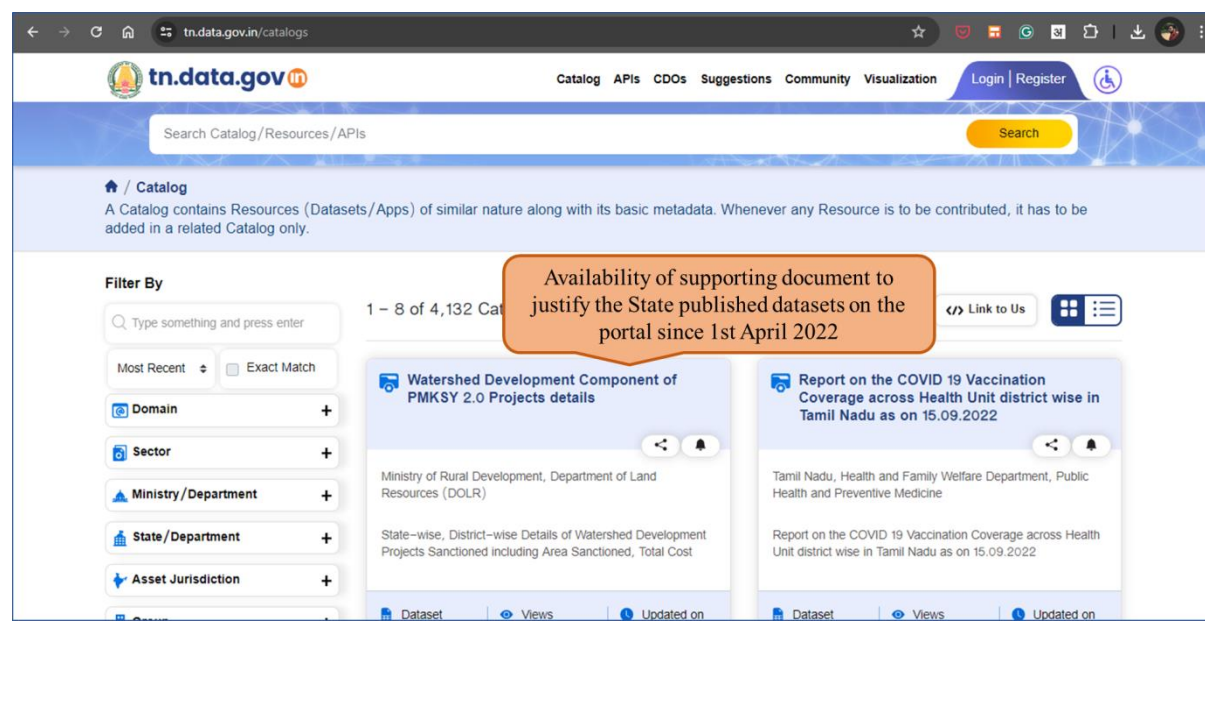 tn.data.gov.in/catalogs
tn.data.gov in
Catalog APIs CDOs Suggestions Community Visualization Login | Register
Search Catalog/Resources/APIs
Search
/ Catalog
A Catalog contains Resources (Datasets/Apps) of similar nature along with its basic metadata. Whenever any Resource is to be contributed, it has to be
added in a related Catalog only.
Availability of supporting document to
justify the State published datasets on the
portal since 1st April 2022
Filter By
Type something and press enter
Most Recent Exact Match
Domain +
Sector +
Ministry/Department +
State/Department +
Asset Jurisdiction +
1 – 8 of 4,132 Cat
</> Link to Us
Watershed Development Component of
PMKSY 2.0 Projects details
Ministry of Rural Development, Department of Land
Resources (DOLR)
State–wise, District–wise Details of Watershed Development
Projects Sanctioned including Area Sanctioned, Total Cost
Dataset Views Updated on
Report on the COVID 19 Vaccination
Coverage across Health Unit district wise in
Tamil Nadu as on 15.09.2022
Tamil Nadu, Health and Family Welfare Department, Public
Health and Preventive Medicine
Report on the COVID 19 Vaccination Coverage across Health
Unit district wise in Tamil Nadu as on 15.09.2022
Dataset Views Updated on